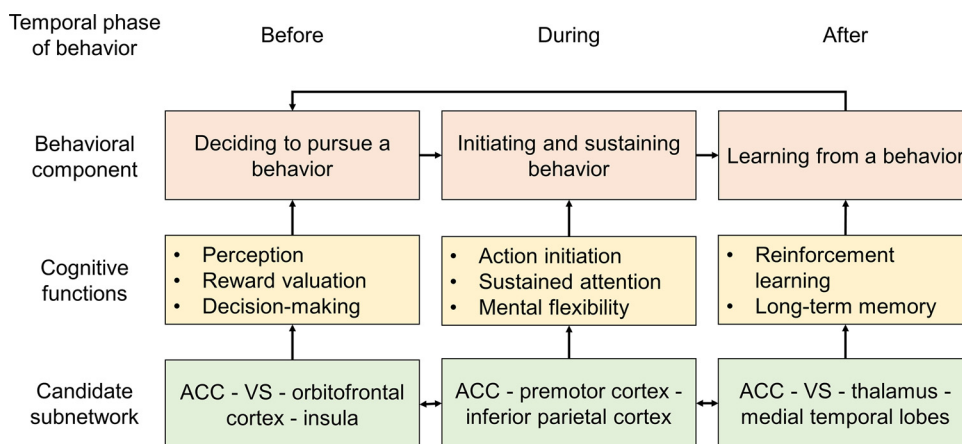 Temporal phase
of behavior
Before
During
After
Behavioral
component
Deciding to pursue a
behavior
Initiating and sustaining
behavior
Learning from a behavior
Cognitive
functions
• Perception
• Reward valuation
• Decision-making
• Action initiation
• Sustained attention
• Mental flexibility
• Reinforcement
learning
• Long-term memory
Candidate
subnetwork
ACC - VS - orbitofrontal
cortex - insula
ACC - premotor cortex -
inferior parietal cortex
ACC - VS - thalamus -
medial temporal lobes